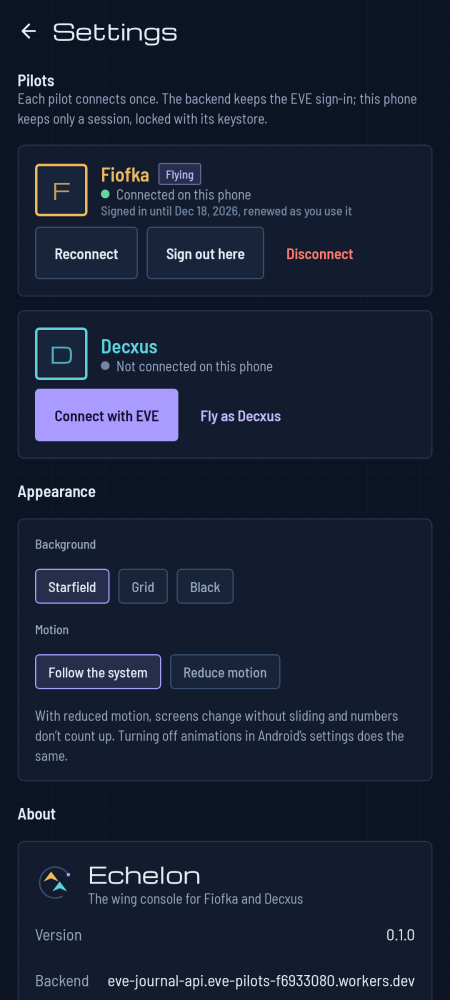 Settings
Pilots
Each pilot connects once. The backend keeps the EVE sign-in; this phone
keeps only a session, locked with its keystore.
F
Fiofka Flying
Connected on this phone
Signed in until Dec 18, 2026, renewed as you use it
Reconnect Sign out here Disconnect
D
Decxus
Not connected on this phone
Connect with EVE Fly as Decxus
Appearance
Background
Starfield Grid Black
Motion
Follow the system Reduce motion
With reduced motion, screens change without sliding and numbers
don’t count up. Turning off animations in Android’s settings does the
same.
About
Echelon
The wing console for Fiofka and Decxus
Version 0.1.0
Backend eve-journal-api.eve-pilots-f6933080.workers.dev